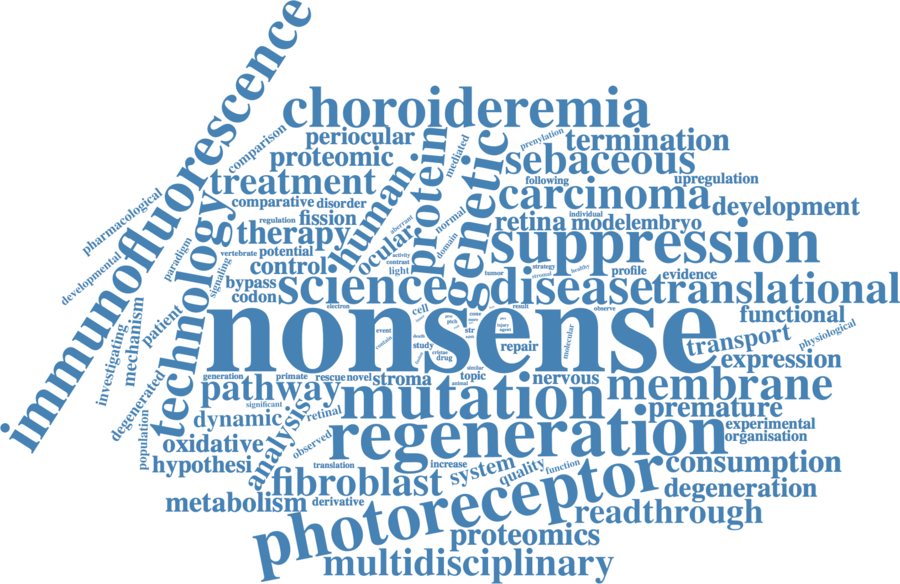 immunofluorescence
choroideremia
periocular
comparison
proteomic
treatment
human
protein
mediated
genetic
prenylation
termination
sebaceous
following
upregulation
carcinoma
development
pharmacological
developmental
paradigm
technology
signaling
comparative disorder
regulation
fission
therapy
vertebrate
potential
control
ocular
aberrant
activity
contrast
light
normal
domain
retina
individual
modelembryo
suppression
tumor
strategy
stromal
healthy
profile
evidence
bypass
codon
science
disease
translational
electron
result
observe
functional
physiological
nonsense
cell
event
contain
death
study
cristae
drug
str
injury
agent
repair
molecular
transport
expression
investigating
mechanism
patient
degenerated
population
generation
primate
rescue
novel
stroma
similar
topic
animal
nervous
membrane
pathway
significant
mutation
premature
dynamic
analysis
retinal
regeneration
experimental
organisation
oxidative
observed
hypothesi
translation
increase
system
quality
function
consumption
fibroblast
metabolism
derivative
photoreceptor
degeneration
readthrough
proteomics
multidisciplinary